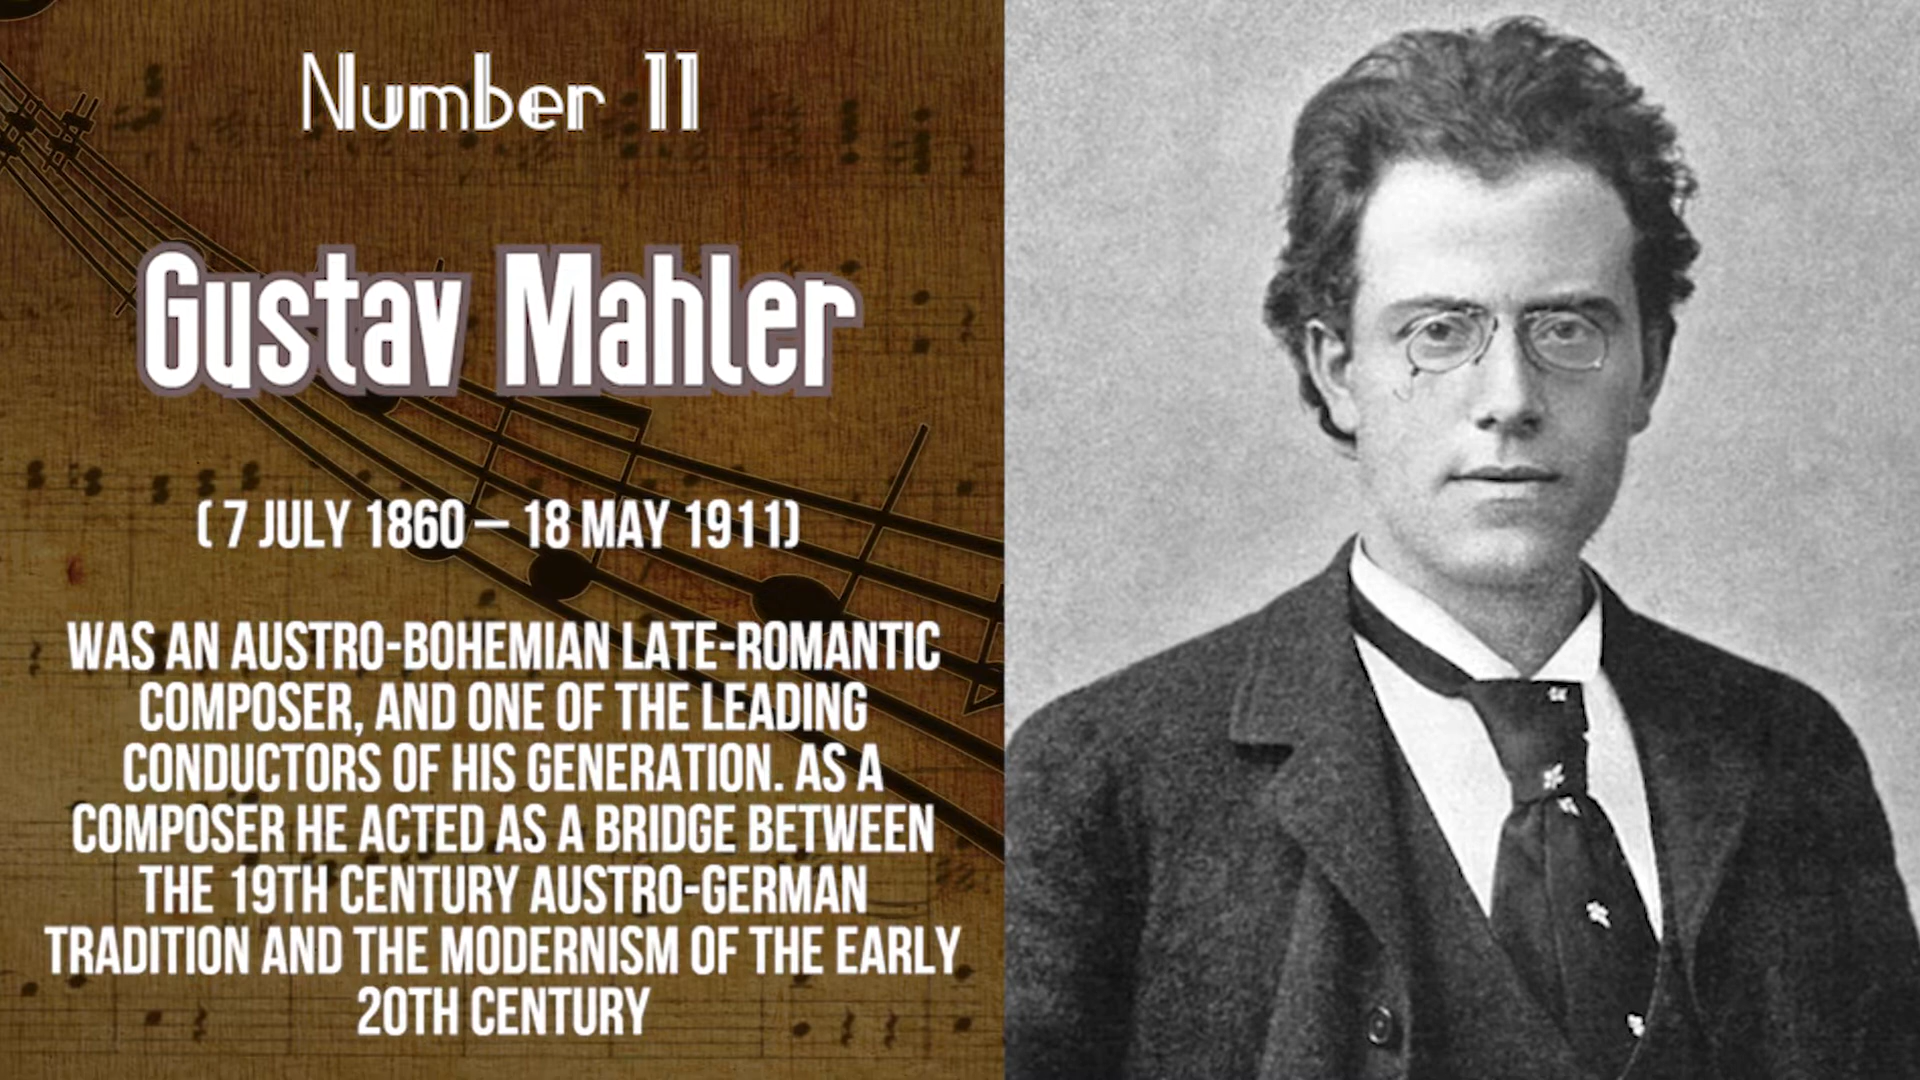 Number 11
Gustav Mahler
( 7 JULY 1860 – 18 MAY 1911)
WAS AN AUSTRO-BOHEMIAN LATE-ROMANTIC
COMPOSER, AND ONE OF THE LEADING
CONDUCTORS OF HIS GENERATION. AS A
COMPOSER HE ACTED AS A BRIDGE BETWEEN
THE 19TH CENTURY AUSTRO-GERMAN
TRADITION AND THE MODERNISM OF THE EARLY
20TH CENTURY